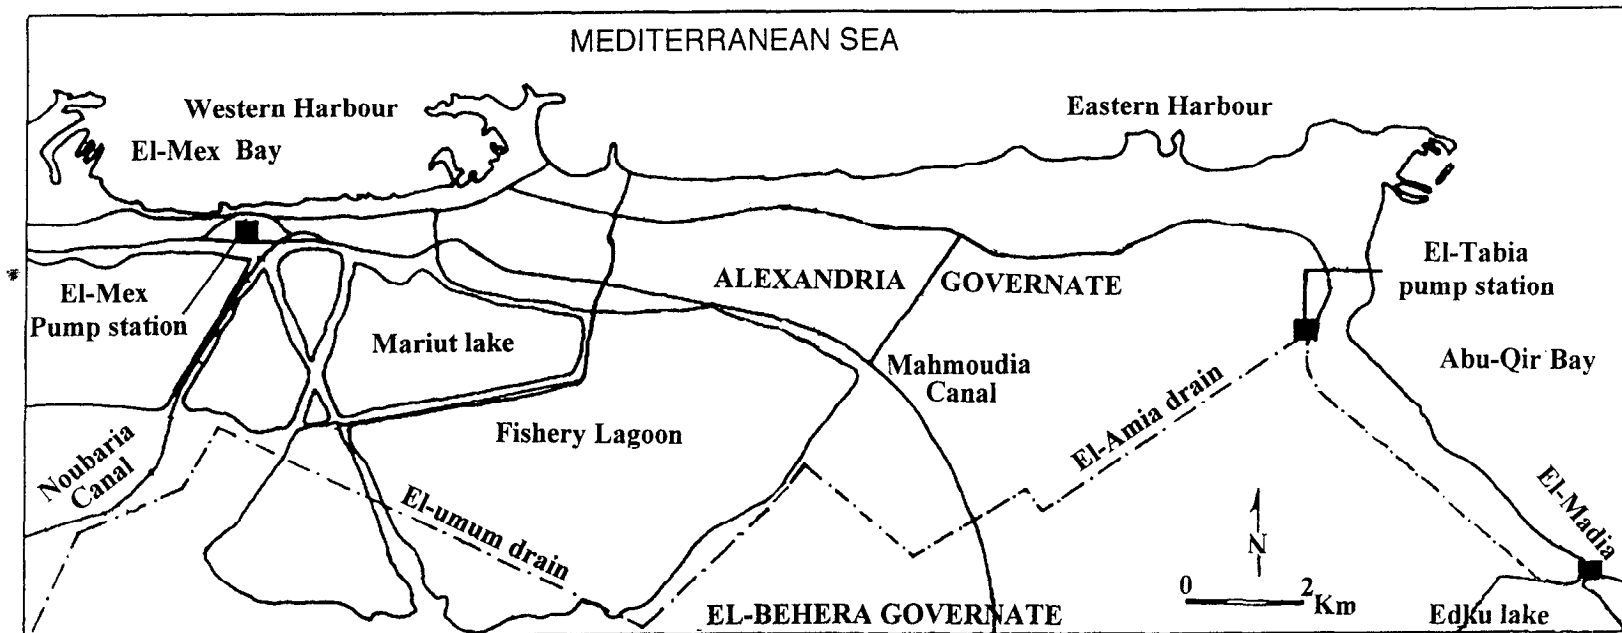 MEDITERRANEAN SEA
Western Harbour
Eastern Harbour
El-Mex Bay
El-Tabia
pump station
ALEXANDRIA GOVERNATE
El-Mex
Pump station
Mariut lake
Mahmoudia
Canal
Abu-Qir Bay
El-Amia drain
Fishery Lagoon
Noubaria
Canal
El-umum drain
El-Madia
N
0 2
Km
EL-BEHERA GOVERNATE
Edku lake